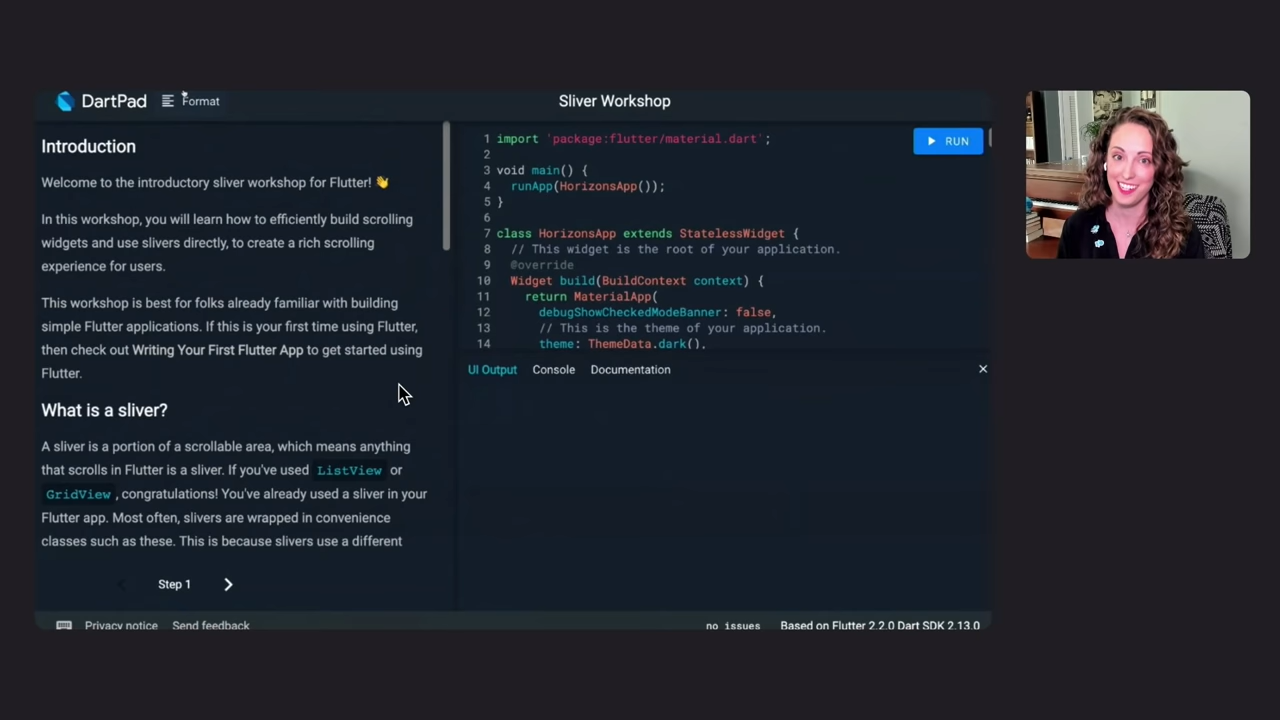 DartPad
Format
Sliver Workshop
Introduction
Welcome to the introductory sliver workshop for Flutter! 👋
In this workshop, you will learn how to efficiently build scrolling
widgets and use slivers directly, to create a rich scrolling
experience for users.
This workshop is best for folks already familiar with building
simple Flutter applications. If this is your first time using Flutter,
then check out Writing Your First Flutter App to get started using
Flutter.
What is a sliver?
A sliver is a portion of a scrollable area, which means anything
that scrolls in Flutter is a sliver. If you've used ListView or
GridView , congratulations! You've already used a sliver in your
Flutter app. Most often, slivers are wrapped in convenience
classes such as these. This is because slivers use a different
Step 1
1 import 'package:flutter/material.dart';
2
3 void main() {
4 runApp(HorizonsApp());
5 }
6
7 class HorizonsApp extends StatelessWidget {
8 // This widget is the root of your application.
9 @override
10 Widget build(BuildContext context) {
11 return MaterialApp(
12 debugShowCheckedModeBanner: false,
13 // This is the theme of your application.
14 theme: ThemeData.dark(),
RUN
UI Output Console Documentation
Privacy notice Send feedback
no issues Based on Flutter 2.2.0 Dart SDK 2.13.0